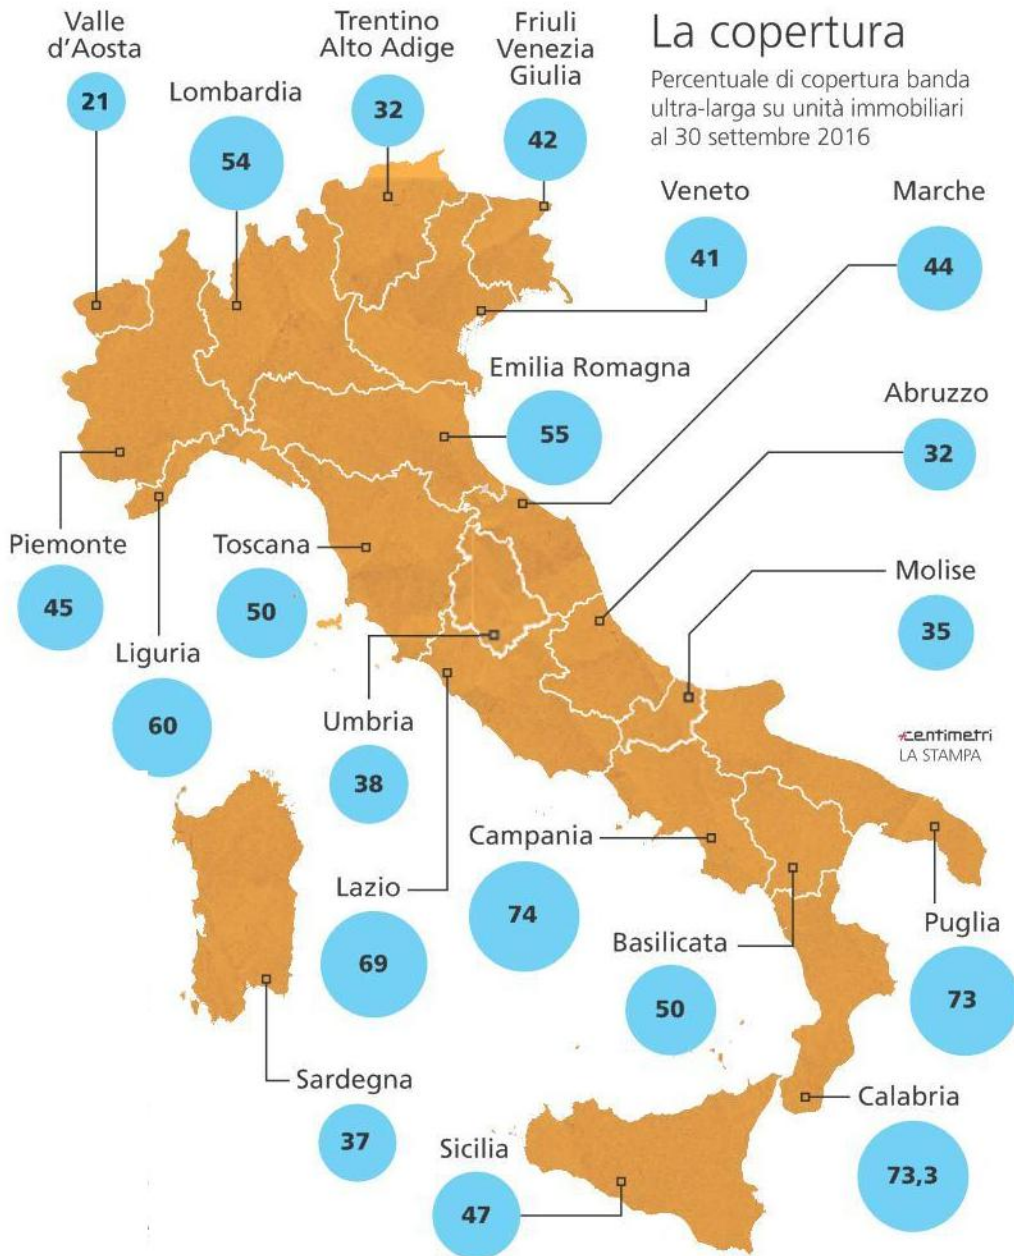 La copertura
Percentuale di copertura banda
ultra-larga su unità immobiliari
al 30 settembre 2016
Valle
d'Aosta
21
Lombardia
54
Trentino
Alto Adige
32
Friuli
Venezia
Giulia
42
Veneto
41
Marche
44
Emilia Romagna
55
Abruzzo
32
Piemonte
45
Toscana
50
Molise
35
Liguria
60
Umbria
38
centimetri
LA STAMPA
Campania
74
Lazio
69
Basilicata
50
Puglia
73
Sardegna
37
Calabria
73,3
Sicilia
47